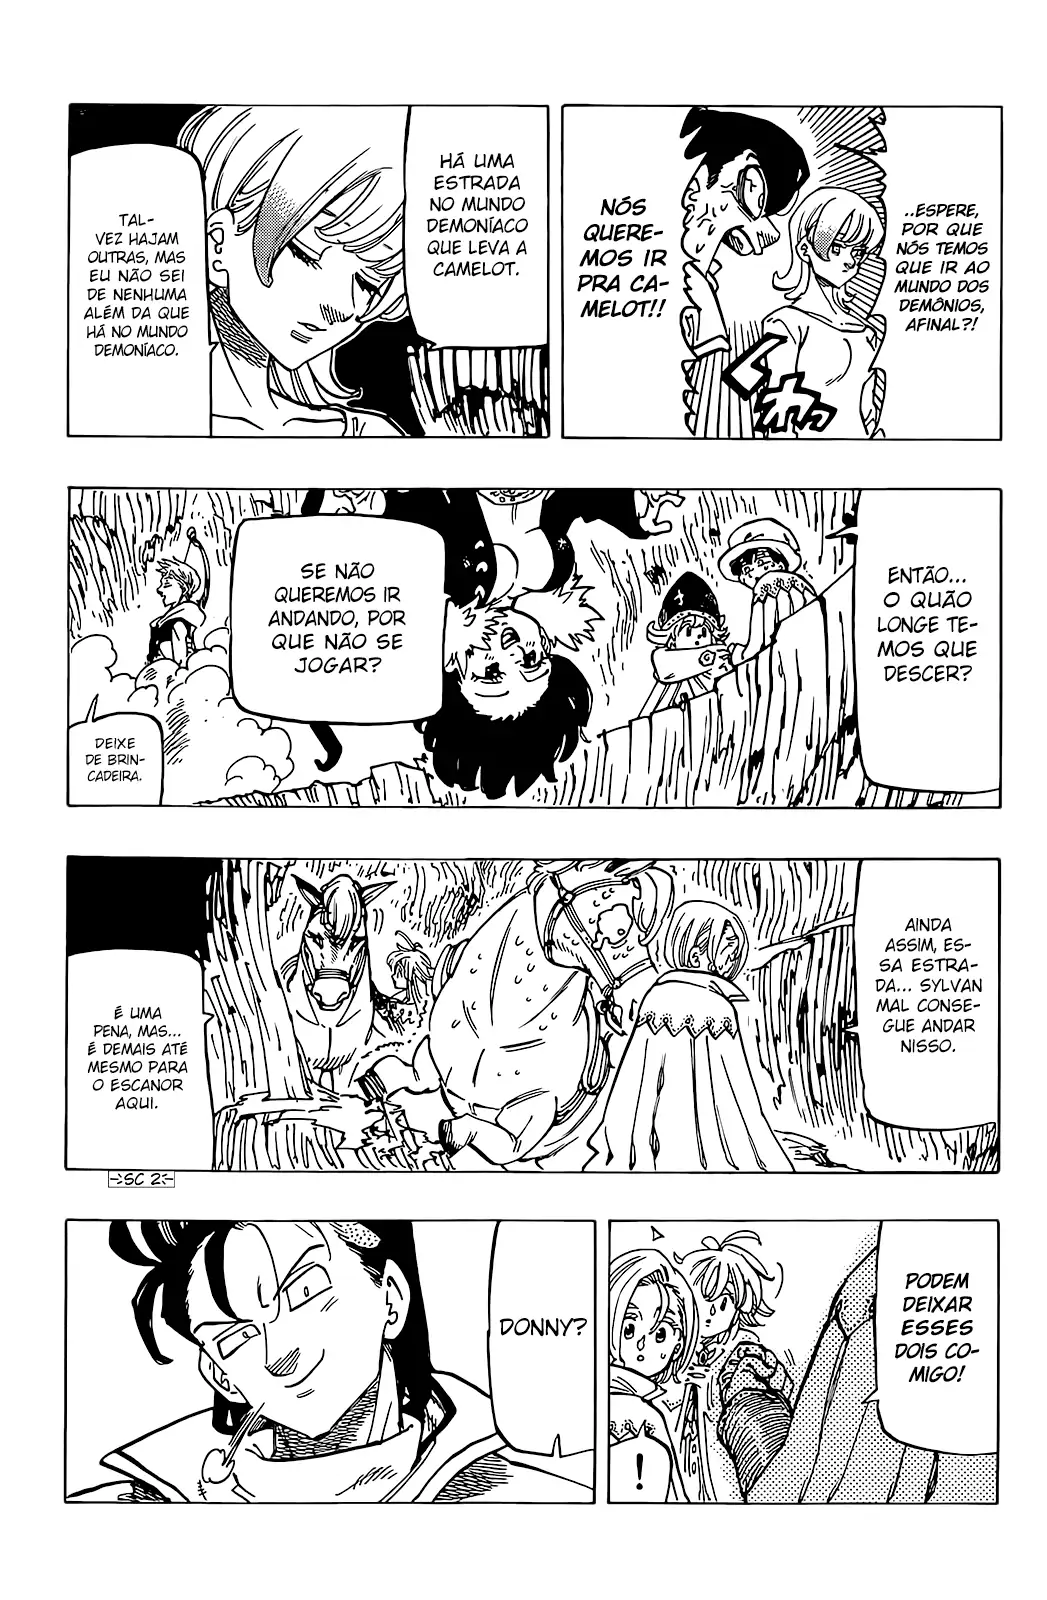 ..ESPERE,
POR QUE
NÓS TEMOS
QUE IR AO
MUNDO DOS
DEMÔNIOS,
AFINAL?!
NÓS
QUERE-
MOS IR
PRA CA-
MELOT!!
くわっ
HÁ UMA
ESTRADA
NO MUNDO
DEMONÍACO
QUE LEVA A
CAMELOT.
TAL-
VEZ HAJAM
OUTRAS, MAS
EU NÃO SEI
DE NENHUMA
ALÉM DA QUE
HÁ NO MUNDO
DEMONÍACO.
ENTÃO...
O QUÃO
LONGE TE-
MOS QUE
DESCER?
SE NÃO
QUEREMOS IR
ANDANDO, POR
QUE NÃO SE
JOGAR?
DEIXE
DE BRIN-
CADEIRA.
AINDA
ASSIM, ES-
SA ESTRA-
DA... SYLVAN
MAL CONSE-
GUE ANDAR
NISSO.
É UMA
PENA, MAS...
É DEMAIS ATÉ
MESMO PARA
O ESCANOR
AQUI.
SC 2
PODEM
DEIXAR
ESSES
DOIS CO-
MIGO!
!
DONNY?